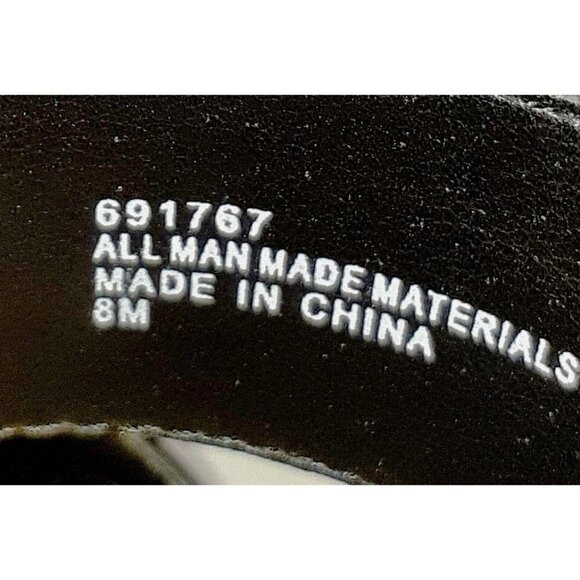 691767
ALL MAN MADE MATERIALS
MADE IN CHINA
8M